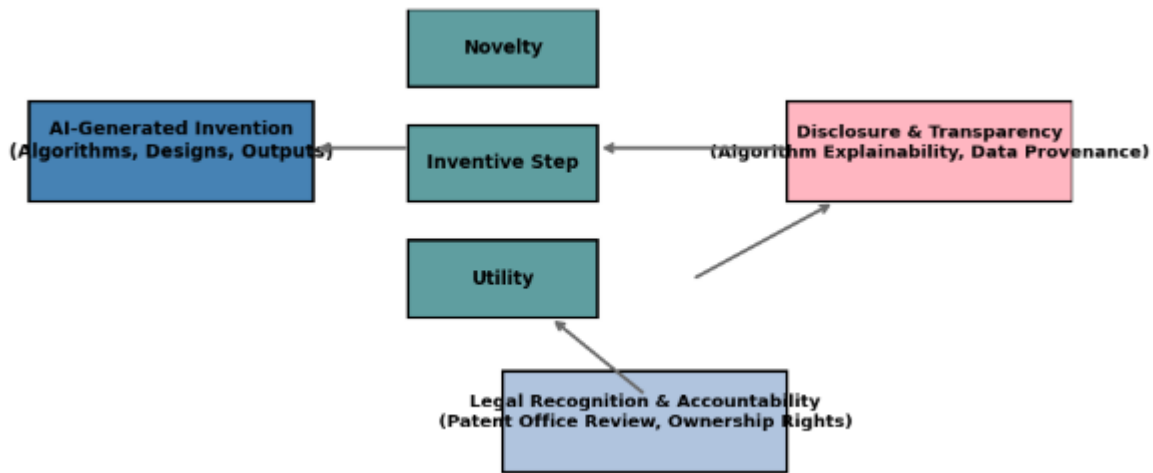 Novelty
AI-Generated Invention
(Algorithms, Designs, Outputs)
Inventive Step
Disclosure & Transparency
(Algorithm Explainability, Data Provenance)
Utility
Legal Recognition & Accountability
(Patent Office Review, Ownership Rights)